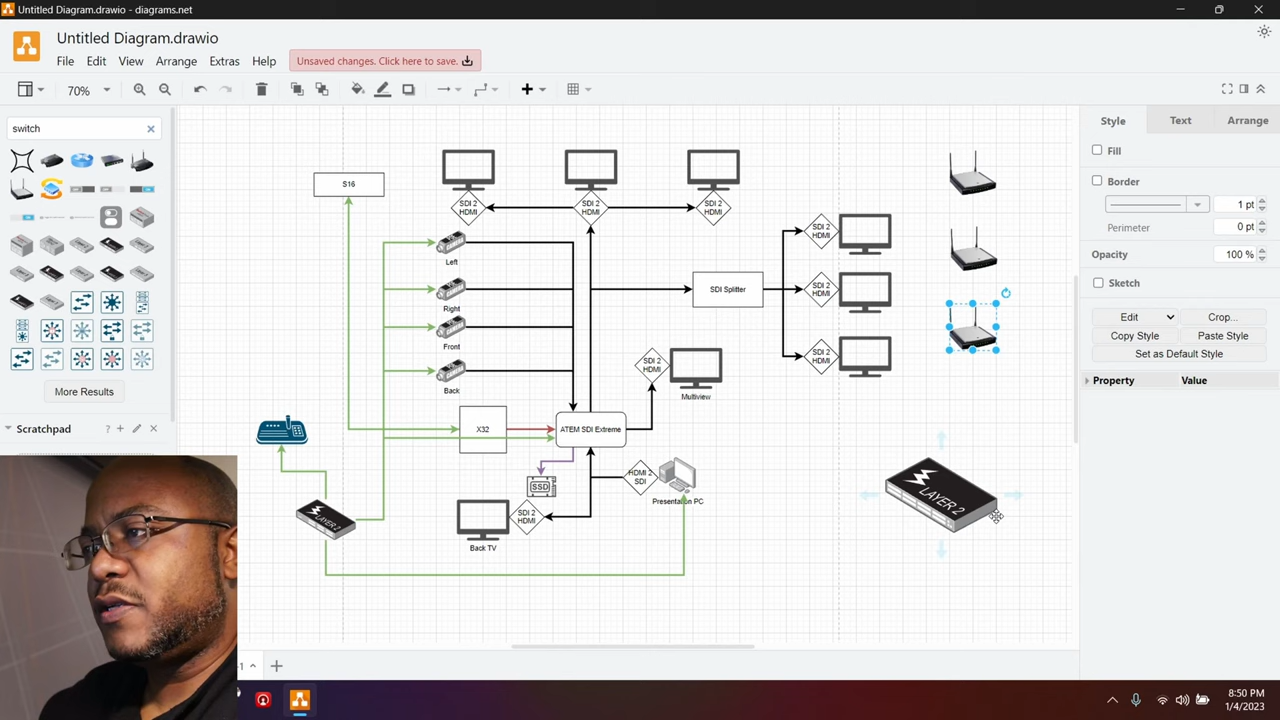 Untitled Diagram.drawio - diagrams.net
Untitled Diagram.drawio
File Edit View Arrange Extras Help
Unsaved changes. Click here to save.
70%
switch
More Results
Scratchpad
S16
SDI 2
HDMI
SDI 2
HDMI
SDI 2
HDMI
Left
Right
Front
Back
SDI Splitter
SDI 2
HDMI
SDI 2
HDMI
SDI 2
HDMI
SDI 2
HDMI
Multiview
X32
ATEM SDI Extreme
SSD
HDMI 2
SDI
Presentation PC
LAYER 2
SDI 2
HDMI
Back TV
LAYER 2
Style Text Arrange
Fill
Border
1 pt
Perimeter
0 pt
Opacity
100 %
Sketch
Edit
Crop...
Copy Style
Paste Style
Set as Default Style
Property Value
8:50 PM
1/4/2023